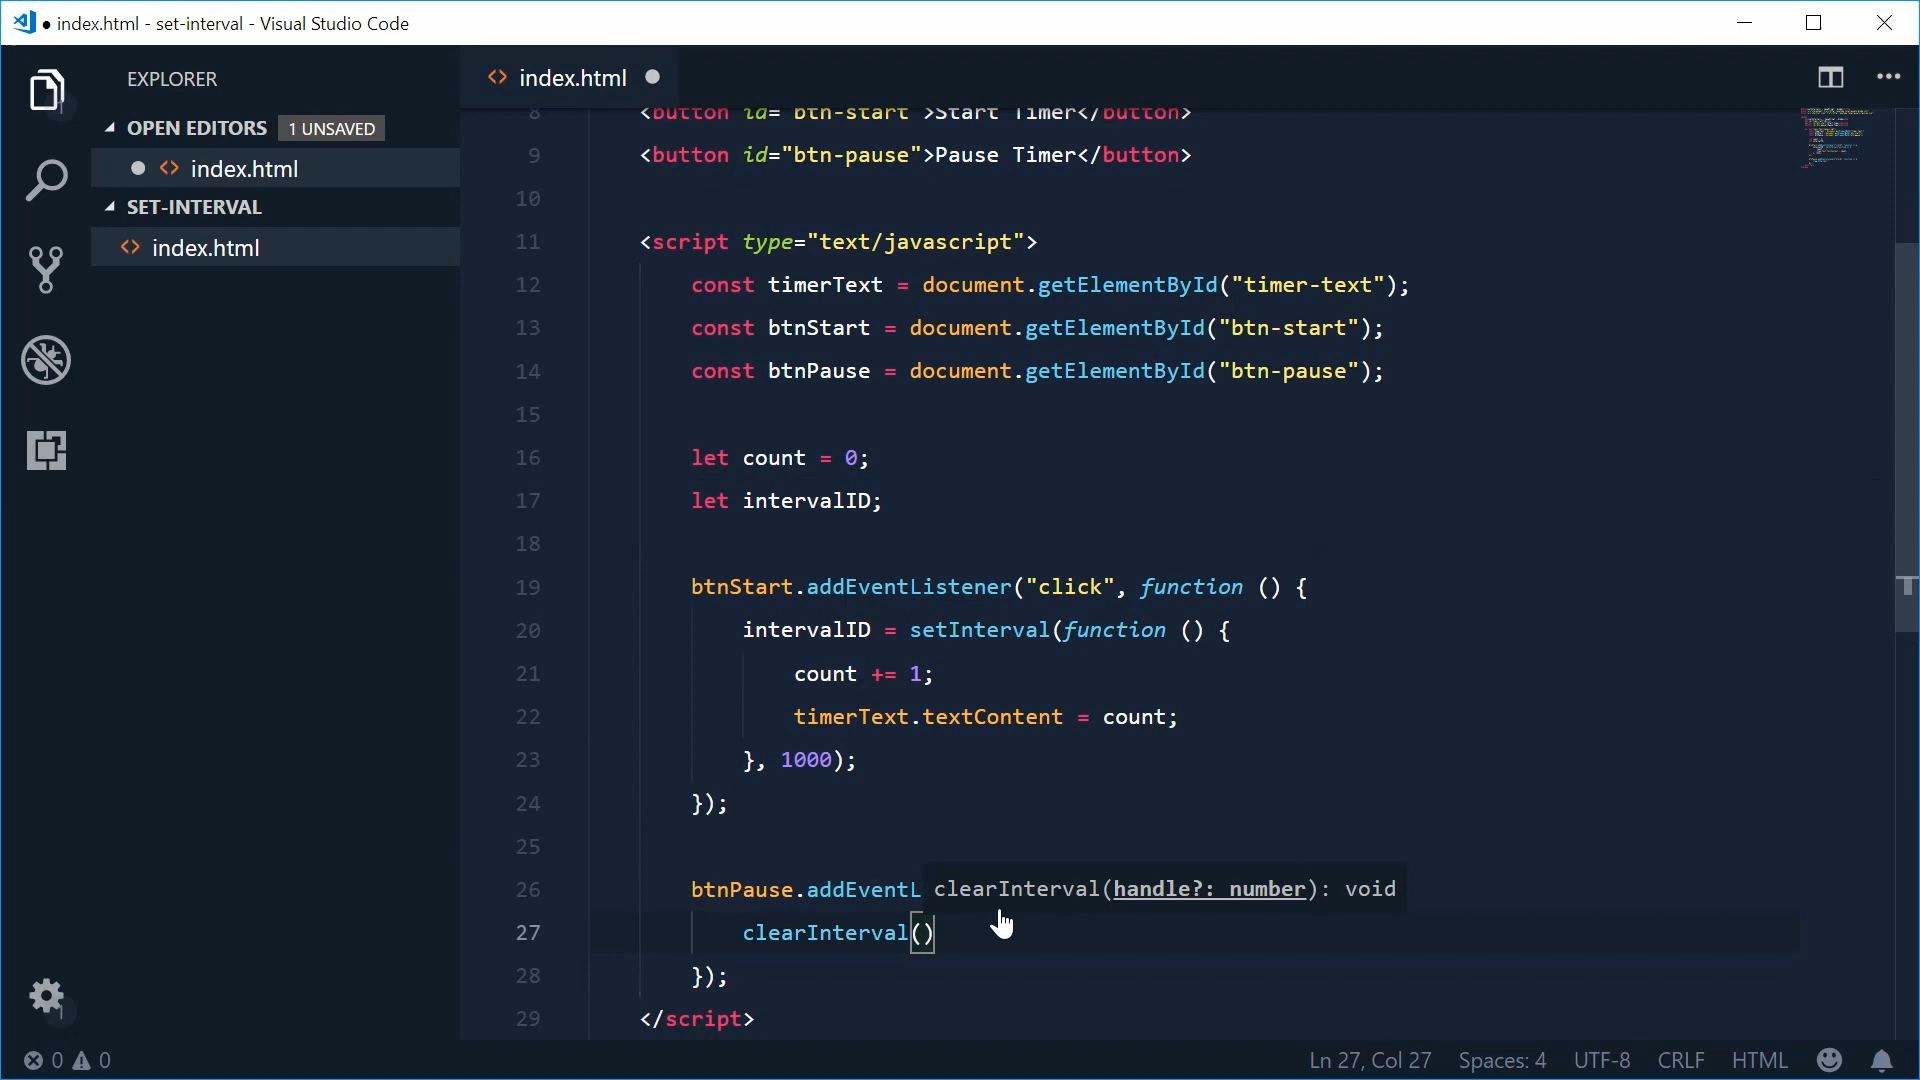 ● index.html - set-interval - Visual Studio Code
EXPLORER
OPEN EDITORS 1 UNSAVED
index.html
SET-INTERVAL
index.html
index.html
8 <button id="btn-start">Start Timer</button>
9 <button id="btn-pause">Pause Timer</button>
10
11 <script type="text/javascript">
12 const timerText = document.getElementById("timer-text");
13 const btnStart = document.getElementById("btn-start");
14 const btnPause = document.getElementById("btn-pause");
15
16 let count = 0;
17 let intervalID;
18
19 btnStart.addEventListener("click", function () {
20 intervalID = setInterval(function () {
21 count += 1;
22 timerText.textContent = count;
23 }, 1000);
24 });
25
26 btnPause.addEventL
clearInterval(handle?: number): void
27 clearInterval()
28 });
29 </script>
0 0
Ln 27, Col 27 Spaces: 4 UTF-8 CRLF HTML